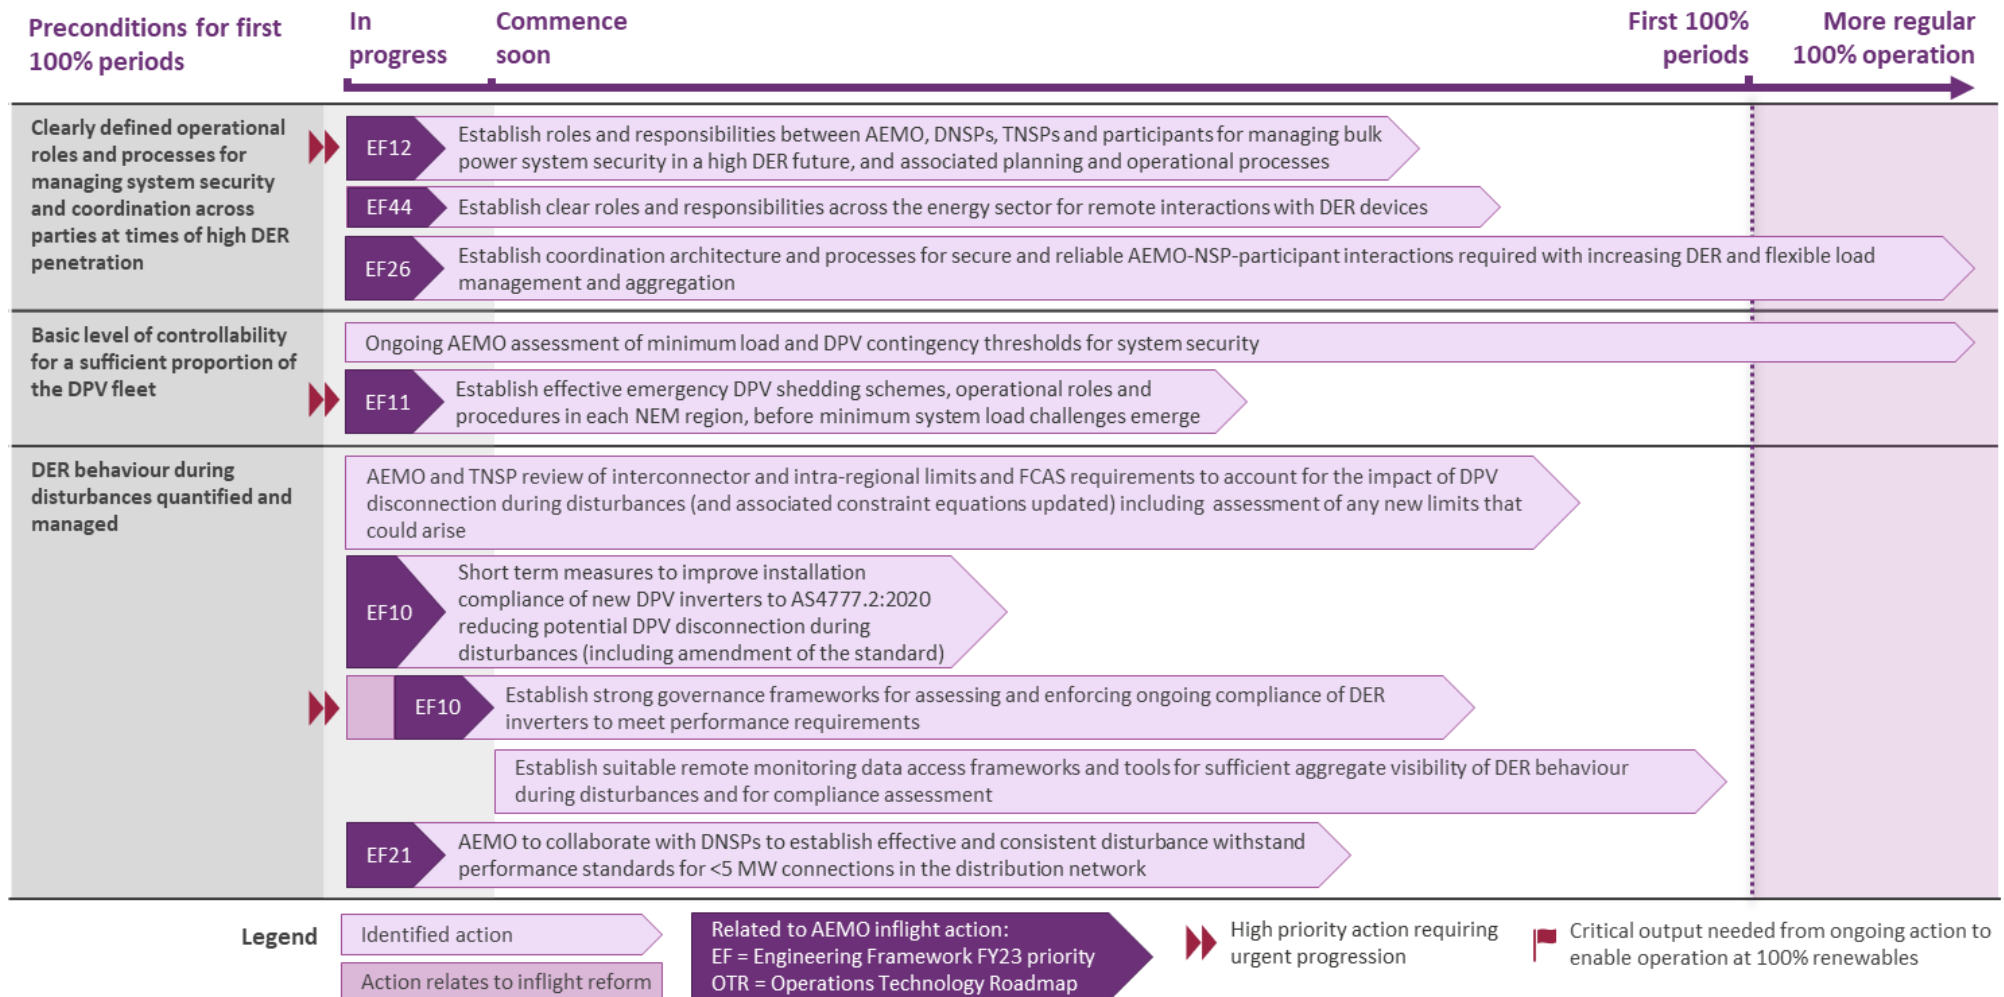 Preconditions for first
100% periods
In
progress
Commence
soon
First 100%
periods
More regular
100% operation
Clearly defined operational
roles and processes for
managing system security
and coordination across
parties at times of high DER
penetration
EF12
Establish roles and responsibilities between AEMO, DNSPs, TNSPs and participants for managing bulk
power system security in a high DER future, and associated planning and operational processes
EF44
Establish clear roles and responsibilities across the energy sector for remote interactions with DER devices
EF26
Establish coordination architecture and processes for secure and reliable AEMO-NSP-participant interactions required with increasing DER and flexible load
management and aggregation
Basic level of controllability
for a sufficient proportion of
the DPV fleet
Ongoing AEMO assessment of minimum load and DPV contingency thresholds for system security
EF11
Establish effective emergency DPV shedding schemes, operational roles and
procedures in each NEM region, before minimum system load challenges emerge
DER behaviour during
disturbances quantified and
managed
AEMO and TNSP review of interconnector and intra-regional limits and FCAS requirements to account for the impact of DPV
disconnection during disturbances (and associated constraint equations updated) including assessment of any new limits that
could arise
EF10
Short term measures to improve installation
compliance of new DPV inverters to AS4777.2:2020
reducing potential DPV disconnection during
disturbances (including amendment of the standard)
EF10
Establish strong governance frameworks for assessing and enforcing ongoing compliance of DER
inverters to meet performance requirements
Establish suitable remote monitoring data access frameworks and tools for sufficient aggregate visibility of DER behaviour
during disturbances and for compliance assessment
EF21
AEMO to collaborate with DNSPs to establish effective and consistent disturbance withstand
performance standards for <5 MW connections in the distribution network
Legend
Identified action
Action relates to inflight reform
Related to AEMO inflight action:
EF = Engineering Framework FY23 priority
OTR = Operations Technology Roadmap
High priority action requiring
urgent progression
Critical output needed from ongoing action to
enable operation at 100% renewables